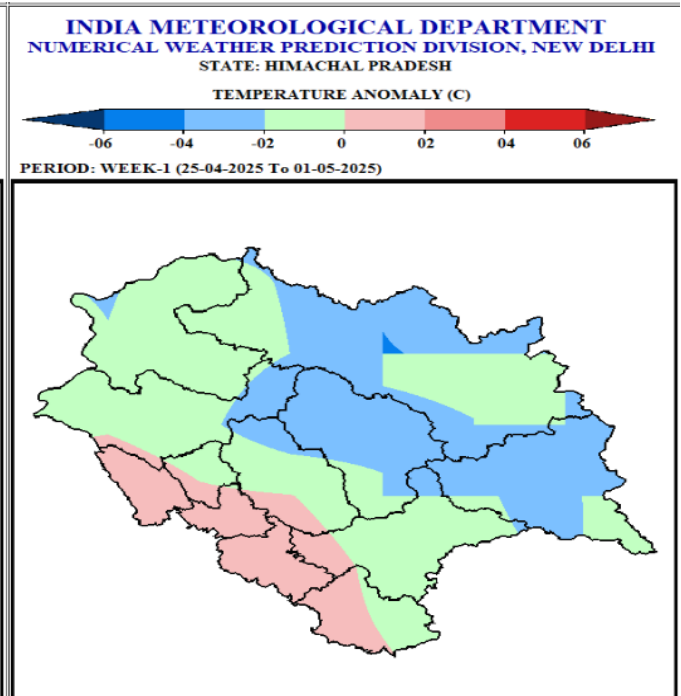 INDIA METEOROLOGICAL DEPARTMENT
NUMERICAL WEATHER PREDICTION DIVISION, NEW DELHI
STATE: HIMACHAL PRADESH
TEMPERATURE ANOMALY (C)
-06 -04 -02 0 02 04 06
PERIOD: WEEK-1 (25-04-2025 To 01-05-2025)